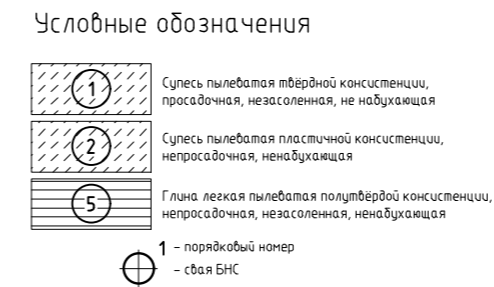 Условные обозначения
1
Супесь пылеватая твёрдой консистенции,
просадочная, незасоленная, не набухающая
2
Супесь пылеватая пластичной консистенции,
непросадочная, ненабухающая
5
Глина легкая пылеватая полутвёрдой консистенции,
непросадочная, незасоленная, ненабухающая
1 - порядковый номер
- свая БНС